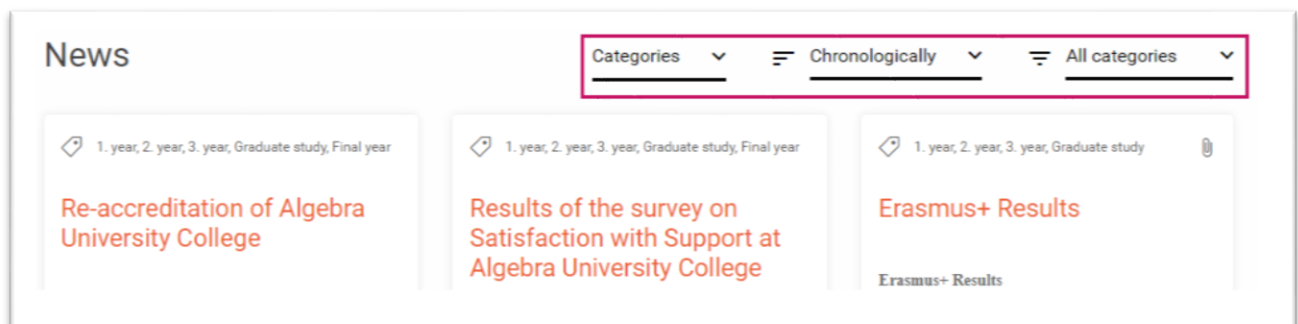 News
Categories
Chronologically
All categories
1. year, 2. year, 3. year, Graduate study, Final year
Re-accreditation of Algebra
University College
1. year, 2. year, 3. year, Graduate study, Final year
Results of the survey on
Satisfaction with Support at
Algebra University College
1. year, 2. year, 3. year, Graduate study
Erasmus+ Results
Erasmus+ Results